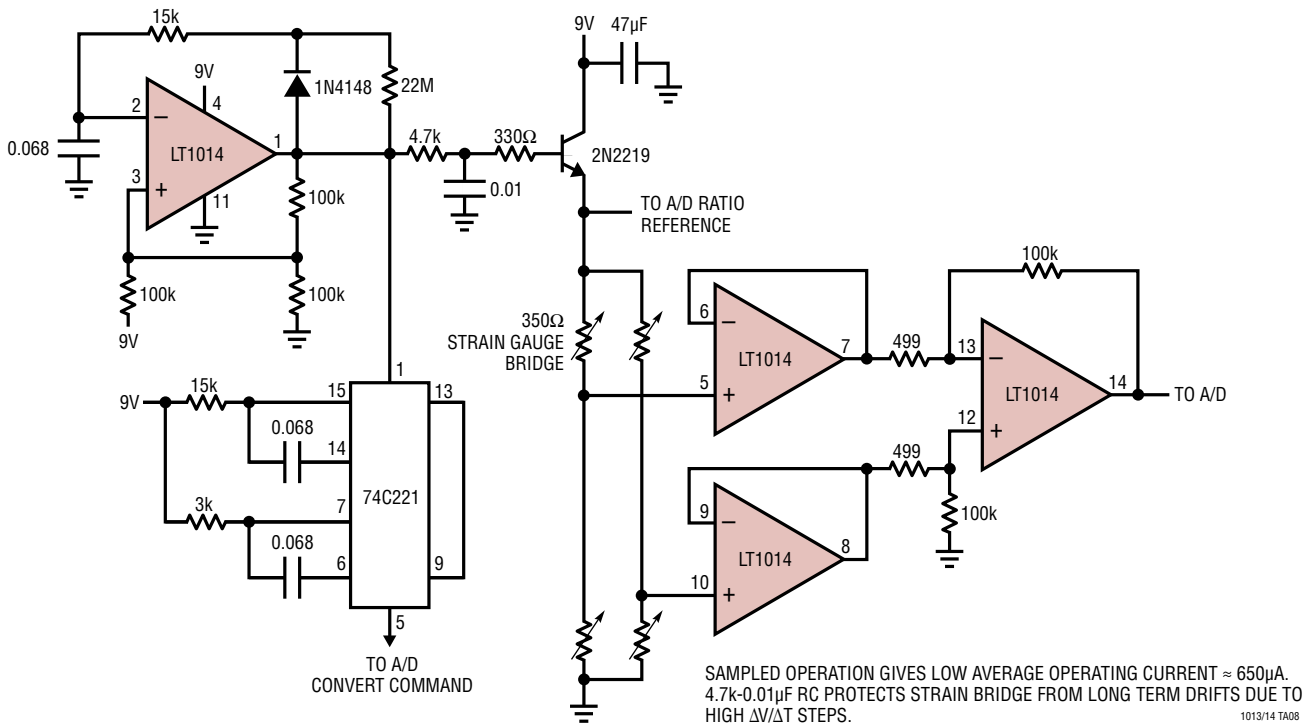 15k
9V
1N4148
22M
2
4
LT1014
1
0.068
3
11
100k
100k
100k
9V
4.7k
330Ω
0.01
9V
47µF
2N2219
TO A/D RATIO
REFERENCE
350Ω
STRAIN GAUGE
BRIDGE
6
LT1014
7
5
499
100k
13
LT1014
14
TO A/D
12
499
100k
9
LT1014
8
10
1
9V
15k
15
13
0.068
14
74C221
3k
7
0.068
6
9
5
TO A/D
CONVERT COMMAND
SAMPLED OPERATION GIVES LOW AVERAGE OPERATING CURRENT ≈ 650µA.
4.7k-0.01µF RC PROTECTS STRAIN BRIDGE FROM LONG TERM DRIFTS DUE TO
HIGH ∆V/∆T STEPS.
1013/14 TA08